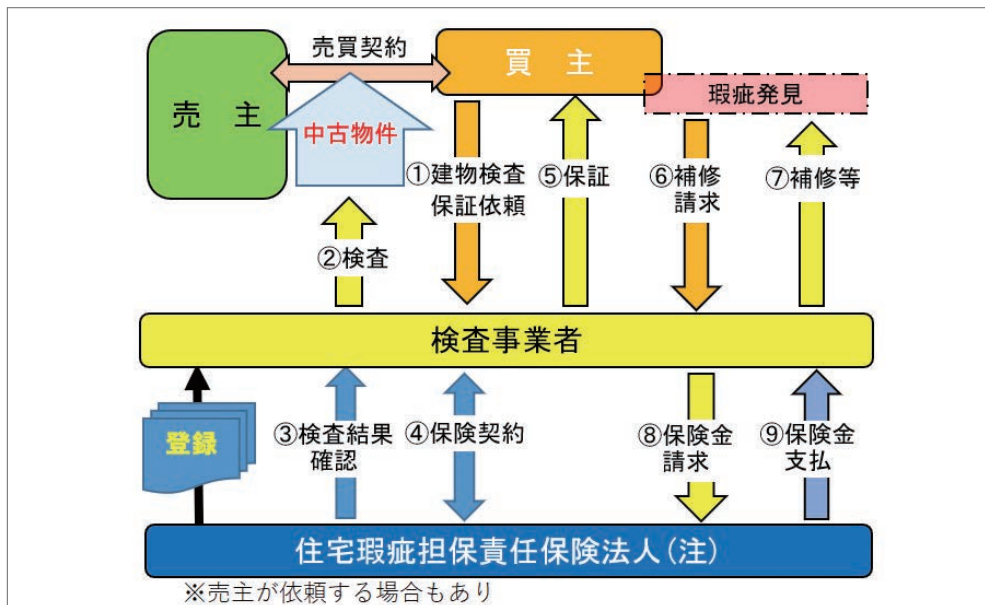 売買契約
売　主
買　主
瑕疵発見
中古物件
①建物検査
保証依頼
⑤保証
⑥補修
請求
⑦補修等
②検査
検査事業者
登録
③検査結果
確認
④保険契約
⑧保険金
請求
⑨保険金
支払
住宅瑕疵担保責任保険法人(注)
※売主が依頼する場合もあり